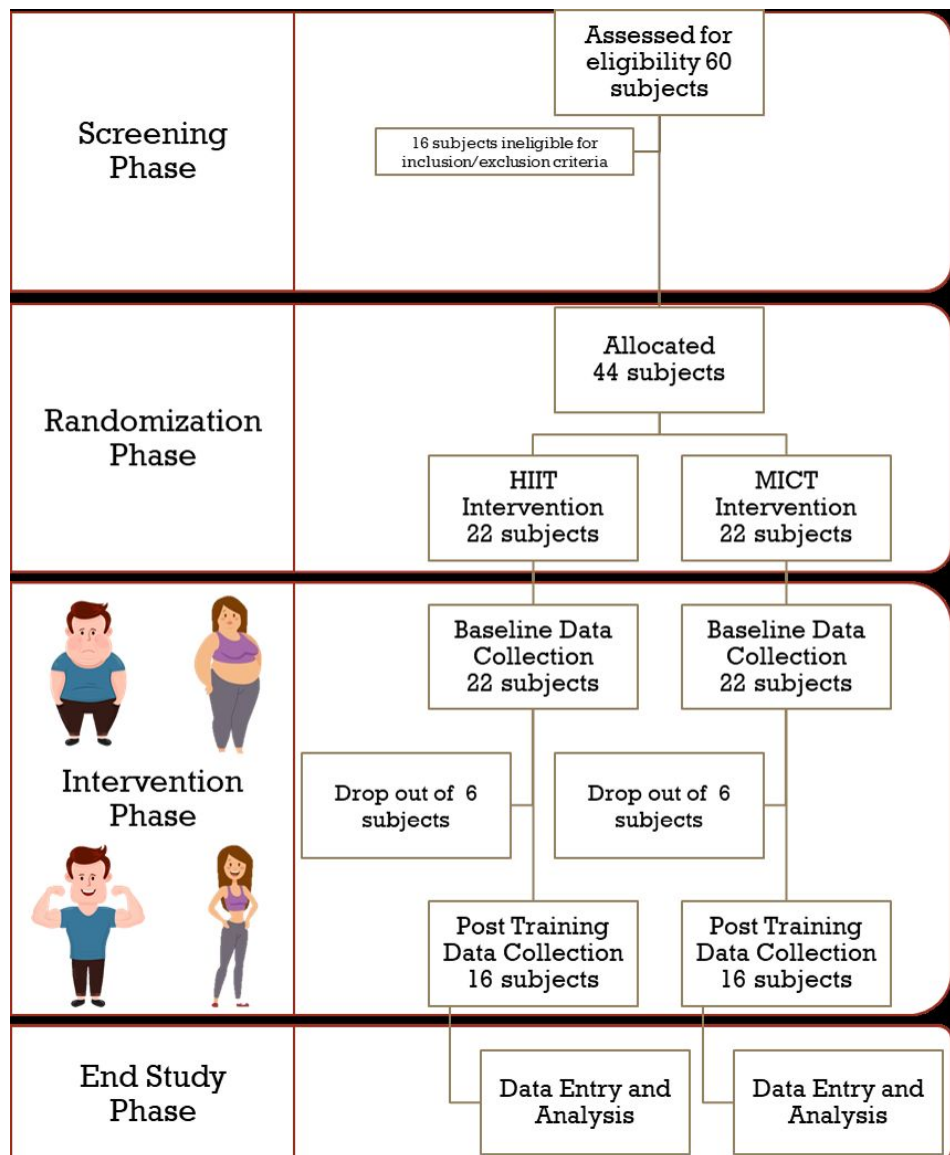 Screening
Phase
Assessed for
eligibility 60
subjects
16 subjects ineligible for
inclusion/exclusion criteria
Randomization
Phase
Allocated
44 subjects
HIIT
Intervention
22 subjects
MICT
Intervention
22 subjects
Intervention
Phase
Baseline Data
Collection
22 subjects
Baseline Data
Collection
22 subjects
Drop out of 6
subjects
Drop out of 6
subjects
Post Training
Data Collection
16 subjects
Post Training
Data Collection
16 subjects
End Study
Phase
Data Entry and
Analysis
Data Entry and
Analysis